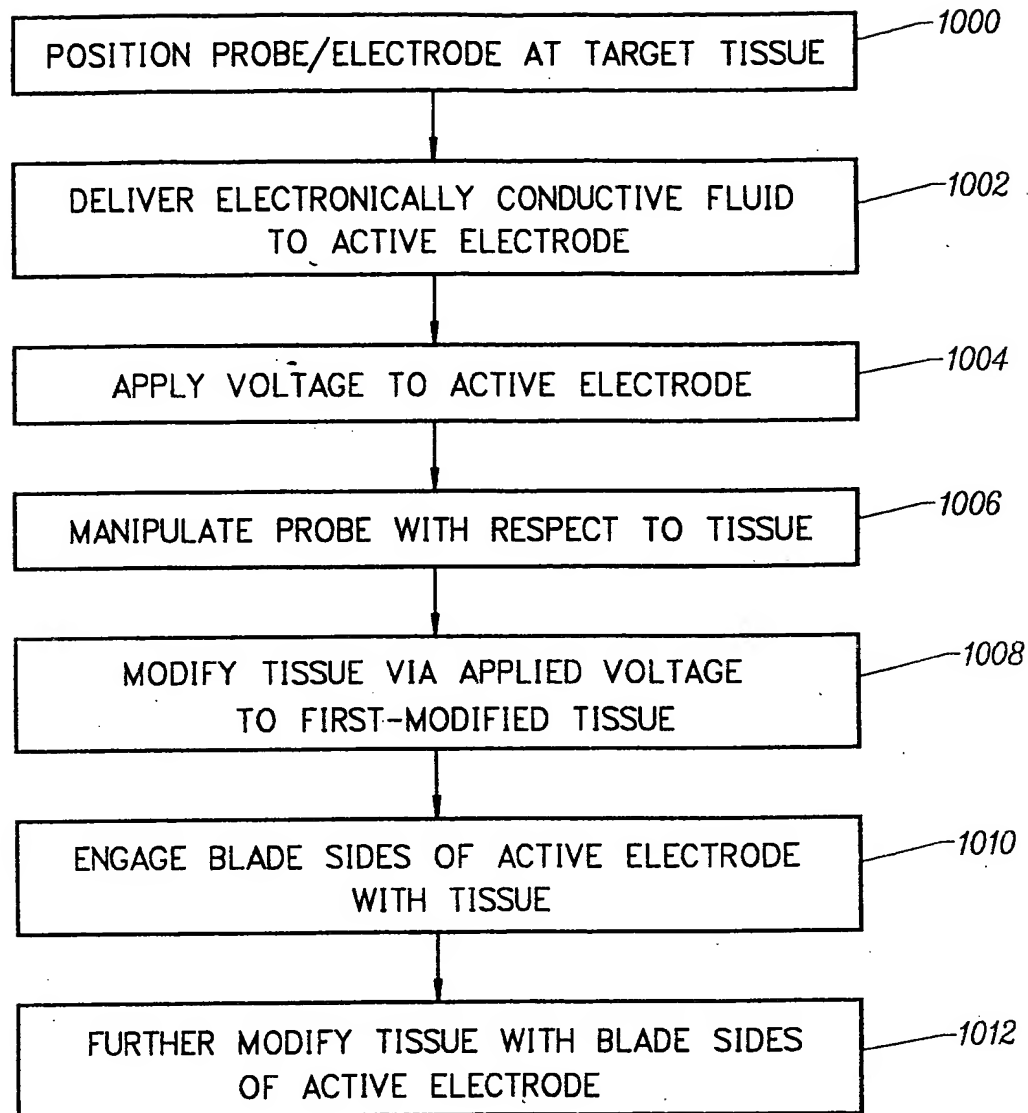 1000
POSITION PROBE/ELECTRODE AT TARGET TISSUE
1002
DELIVER ELECTRONICALLY CONDUCTIVE FLUID
TO ACTIVE ELECTRODE
1004
APPLY VOLTAGE TO ACTIVE ELECTRODE
1006
MANIPULATE PROBE WITH RESPECT TO TISSUE
1008
MODIFY TISSUE VIA APPLIED VOLTAGE
TO FIRST-MODIFIED TISSUE
1010
ENGAGE BLADE SIDES OF ACTIVE ELECTRODE
WITH TISSUE
1012
FURTHER MODIFY TISSUE WITH BLADE SIDES
OF ACTIVE ELECTRODE